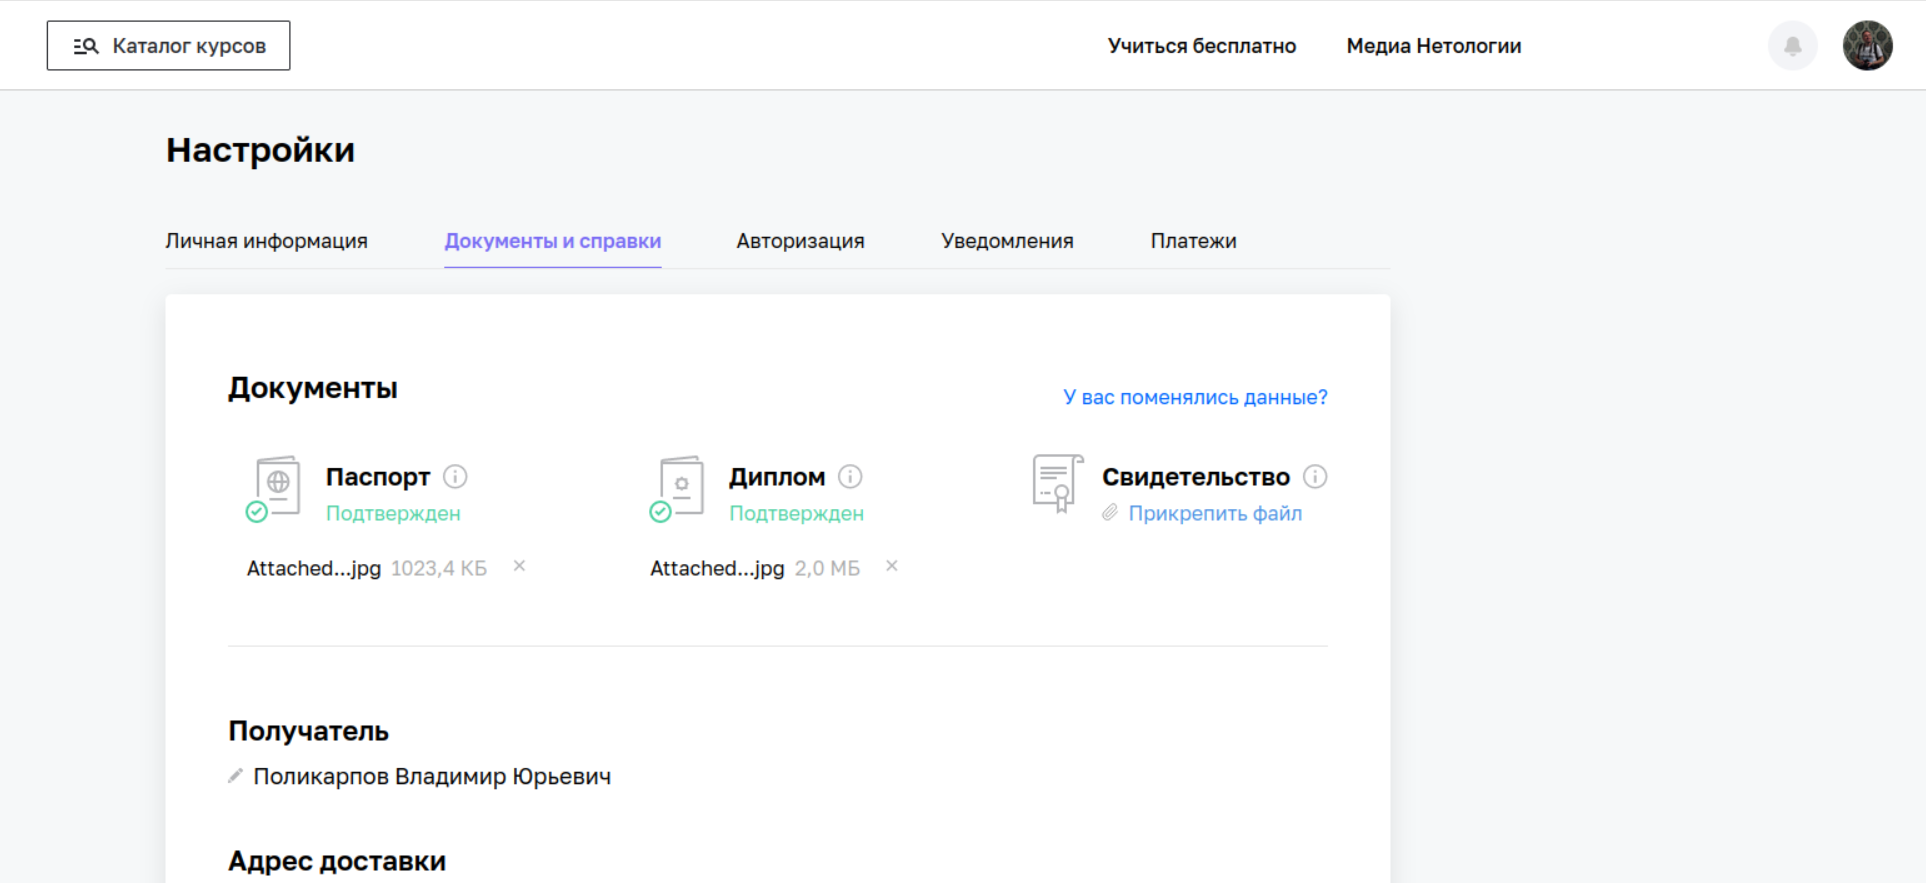 Каталог курсов
Учиться бесплатно
Медиа Нетологии
Настройки
Личная информация
Документы и справки
Авторизация
Уведомления
Платежи
Документы
У вас поменялись данные?
Паспорт
Подтвержден
Attached...jpg 1023,4 КБ
Диплом
Подтвержден
Attached...jpg 2,0 МБ
Свидетельство
Прикрепить файл
Получатель
Поликарпов Владимир Юрьевич
Адрес доставки